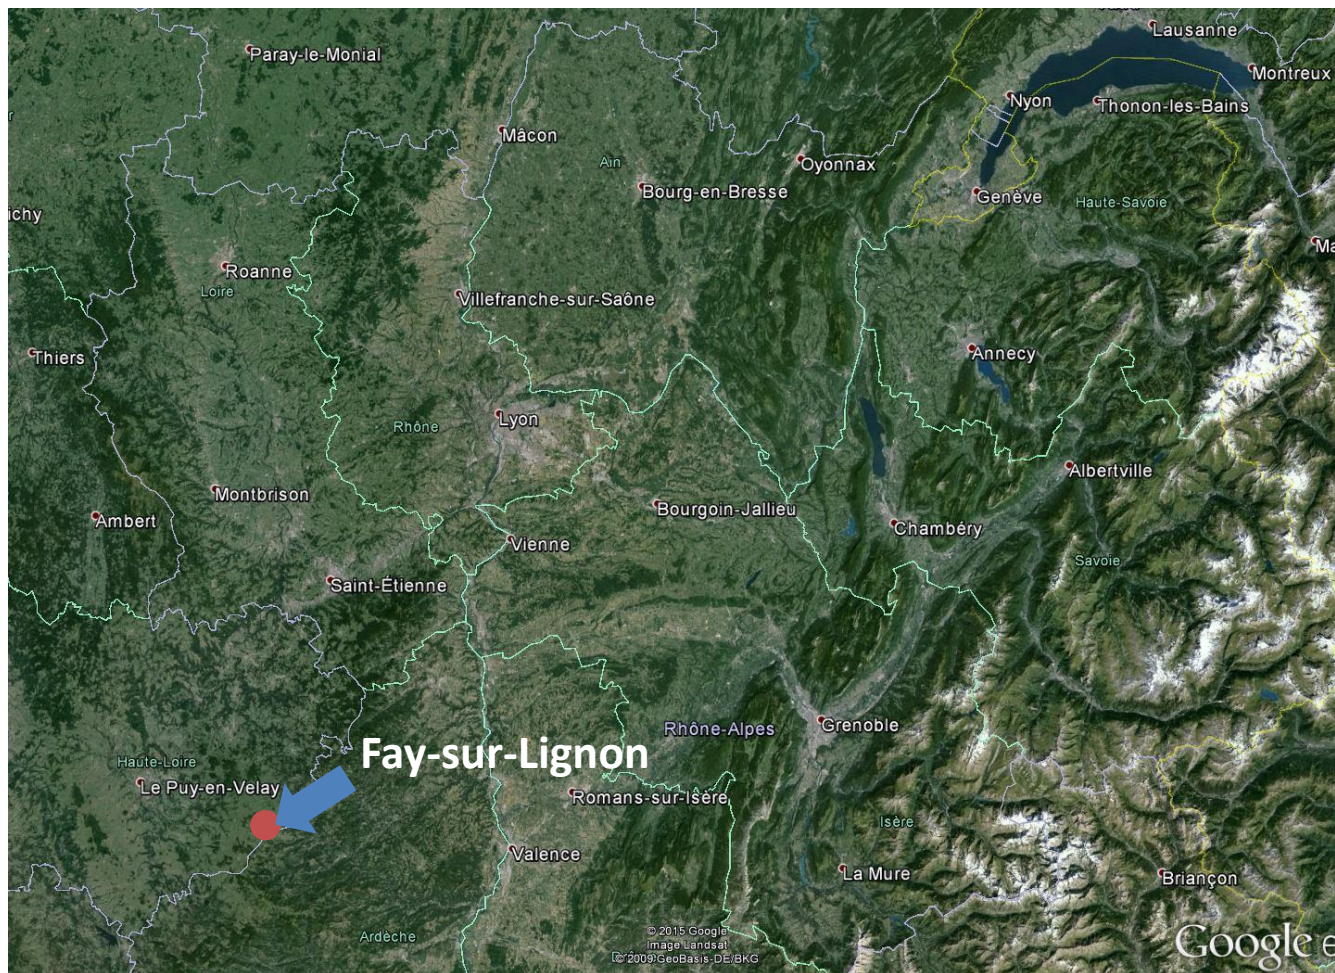 Lausanne
Paray-le-Monial
Montreux
Nyon
Thonon-les-Bains
Mâcon
Ain
Oyonnax
Bourg-en-Bresse
Genève
Haute-Savoie
ichy
Ma
Roanne
Loire
Villefranche-sur-Saône
Thiers
Annecy
Lyon
Rhône
Albertville
Montbrison
Ambert
Bourgoin-Jallieu
Chambéry
Vienne
Savoie
Saint-Étienne
Grenoble
Rhône-Alpes
Fay-sur-Lignon
Haute-Loire
Le Puy-en-Velay
Romans-sur-Isère
Isère
Valence
La Mure
Briançon
Ardèche
© 2015 Google
Image Landsat
© 2009 GeoBasis-DE/BKG
Google e